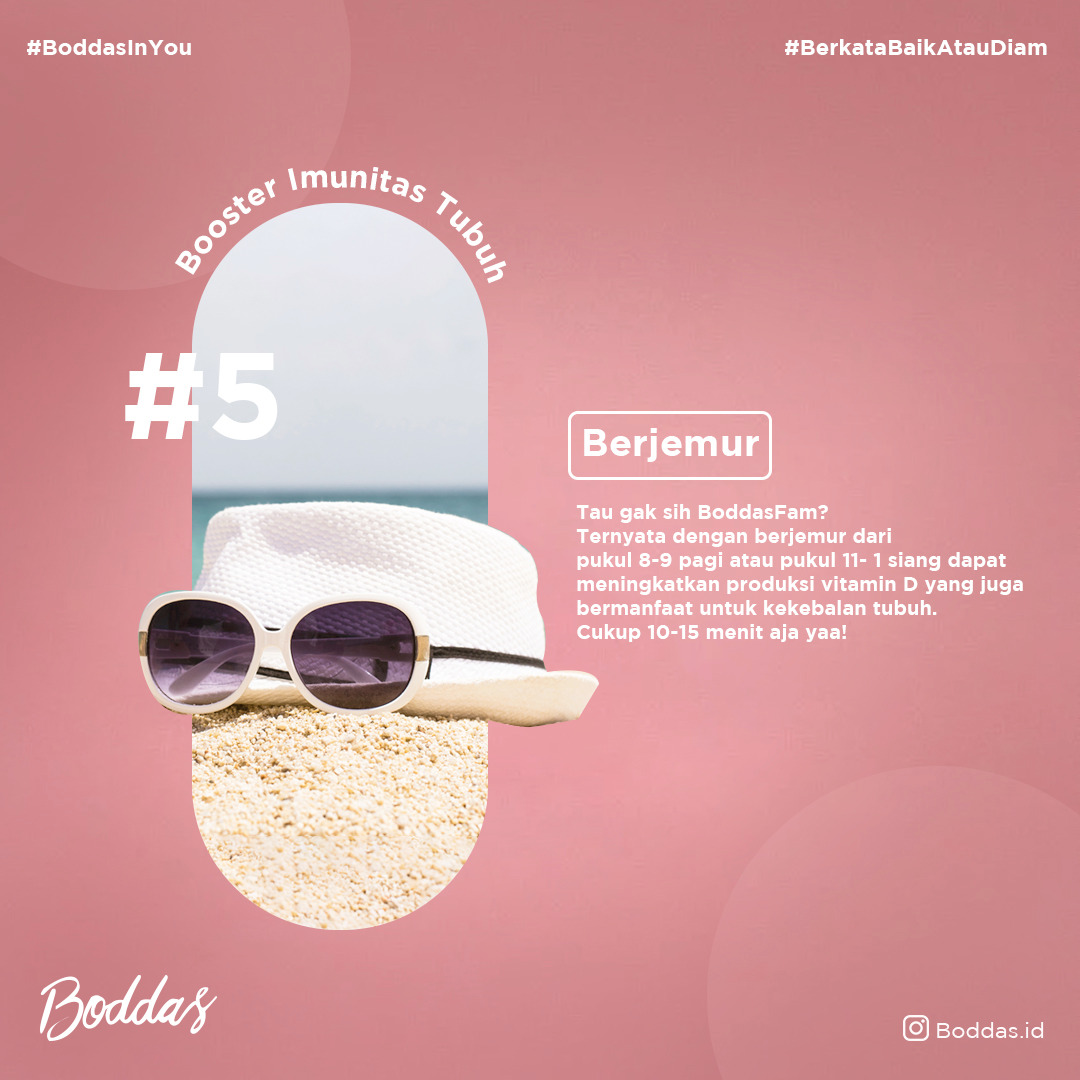 #BoddasInYou
#BerkataBaikAtauDiam
Booster Imunitas Tubuh
#5
Berjemur
Tau gak sih BoddasFam?
Ternyata dengan berjemur dari
pukul 8-9 pagi atau pukul 11- 1 siang dapat
meningkatkan produksi vitamin D yang juga
bermanfaat untuk kekebalan tubuh.
Cukup 10-15 menit aja yaa!
Boddas
Boddas.id